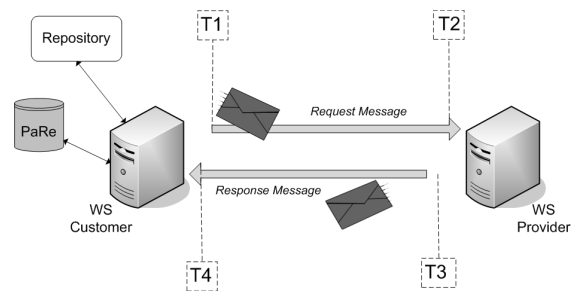 Repository
T1
T2
PaRe
Request Message
Response Message
WS
Customer
WS
Provider
T4
T3